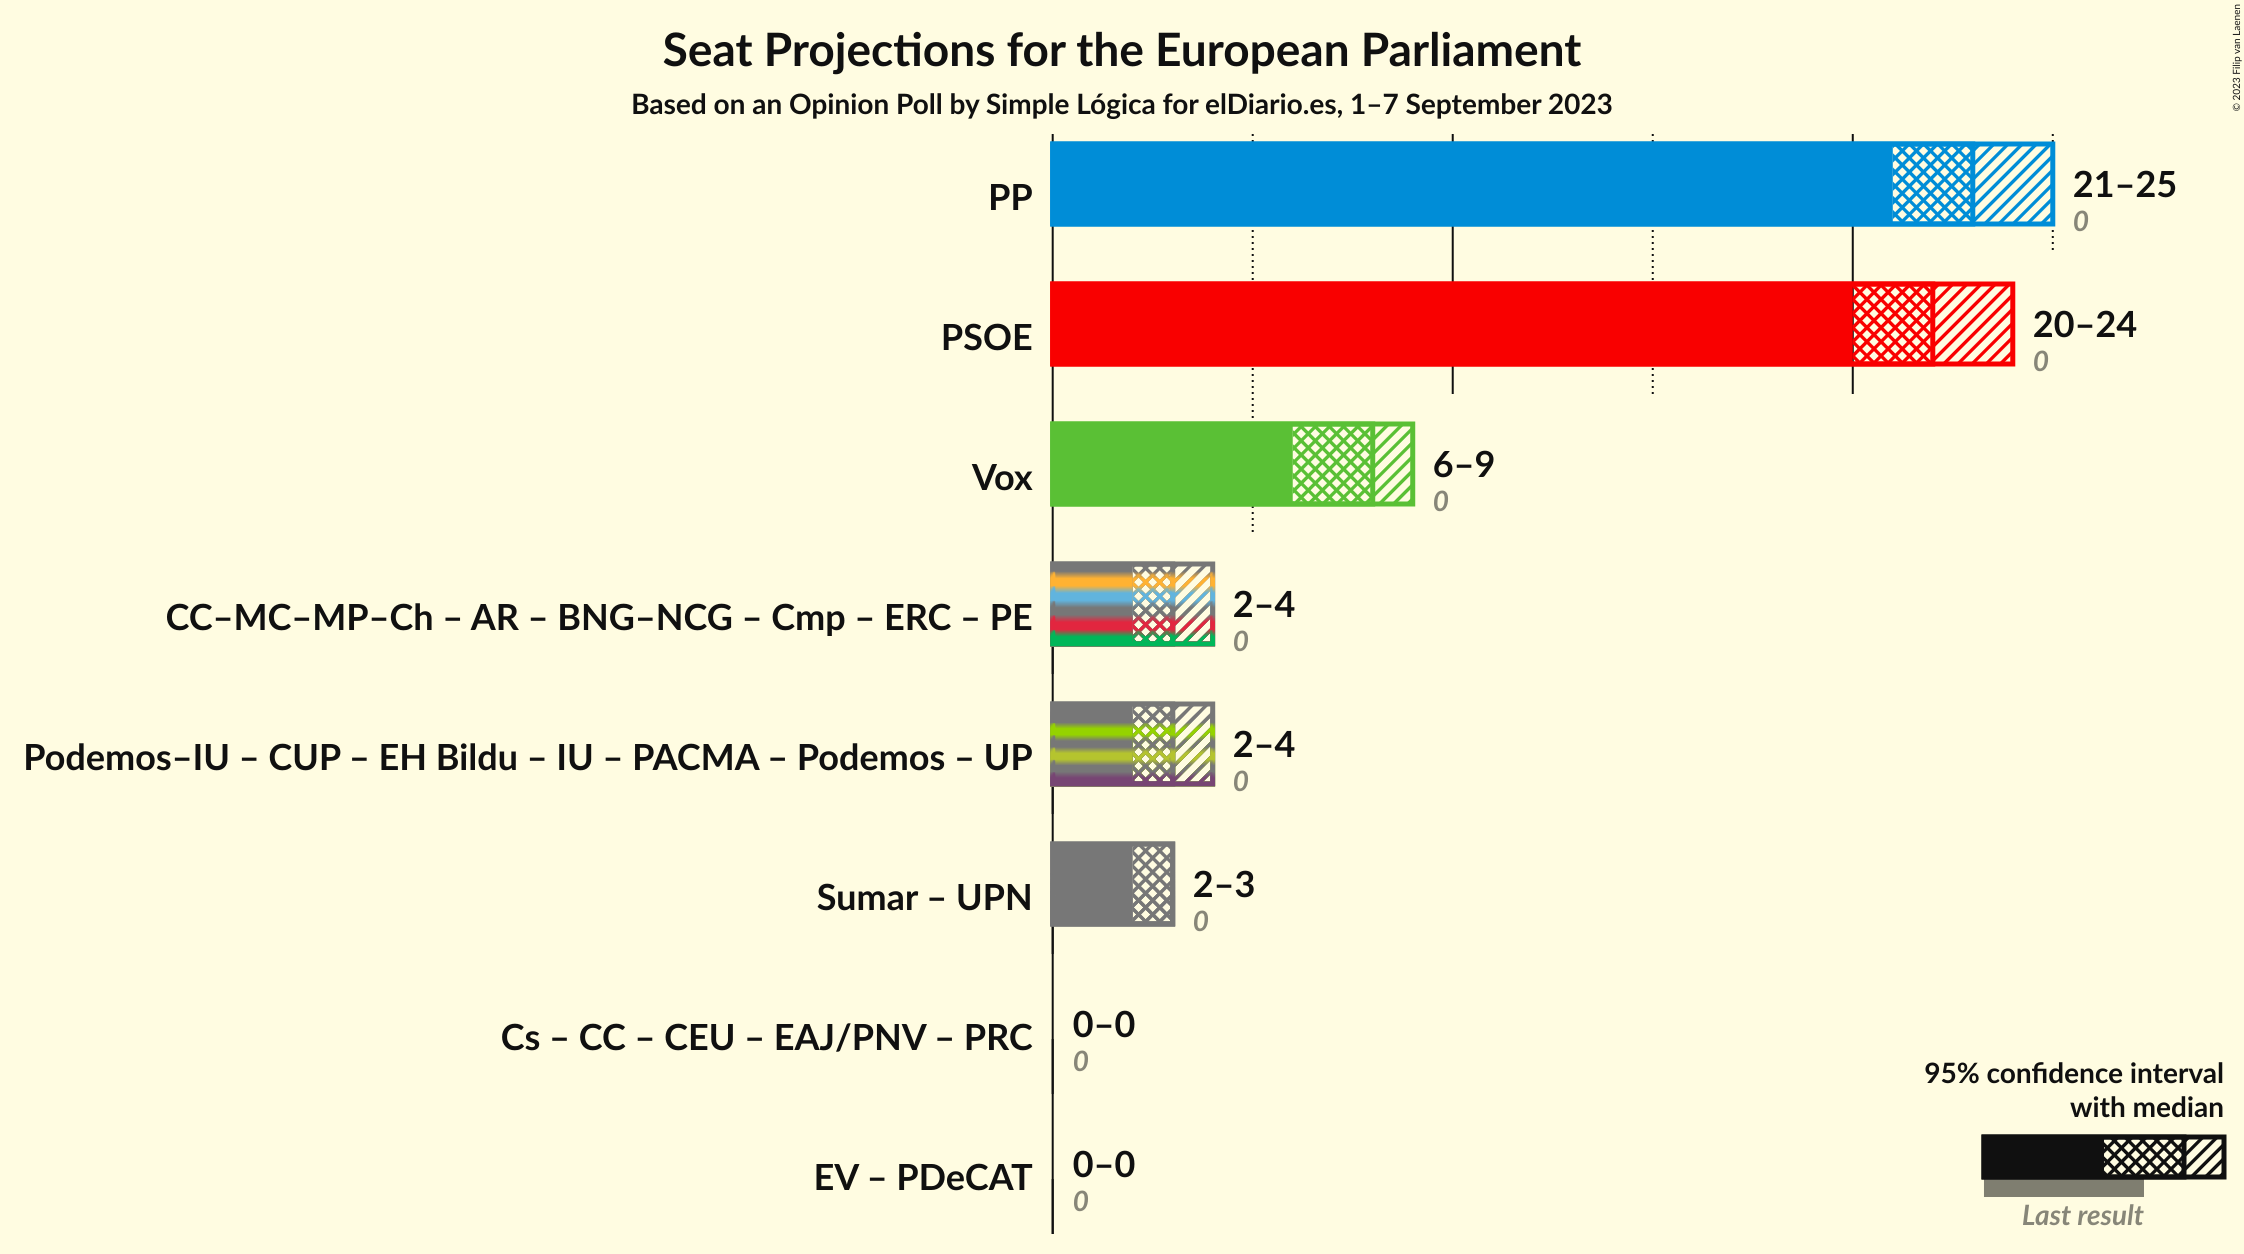 Seat Projections for the European Parliament
Based on an Opinion Poll by Simple Lógica for elDiario.es, 1–7 September 2023
© 2023 Filip van Laenen
PP
21–25
0
PSOE
20–24
0
Vox
6–9
0
CC–MC–MP–Ch – AR – BNG–NCG – Cmp – ERC – PE
2–4
0
Podemos–IU – CUP – EH Bildu – IU – PACMA – Podemos – UP
2–4
0
Sumar – UPN
2–3
0
Cs – CC – CEU – EAJ/PNV – PRC
0–0
0
EV – PDeCAT
0–0
0
95% confidence interval
with median
Last result